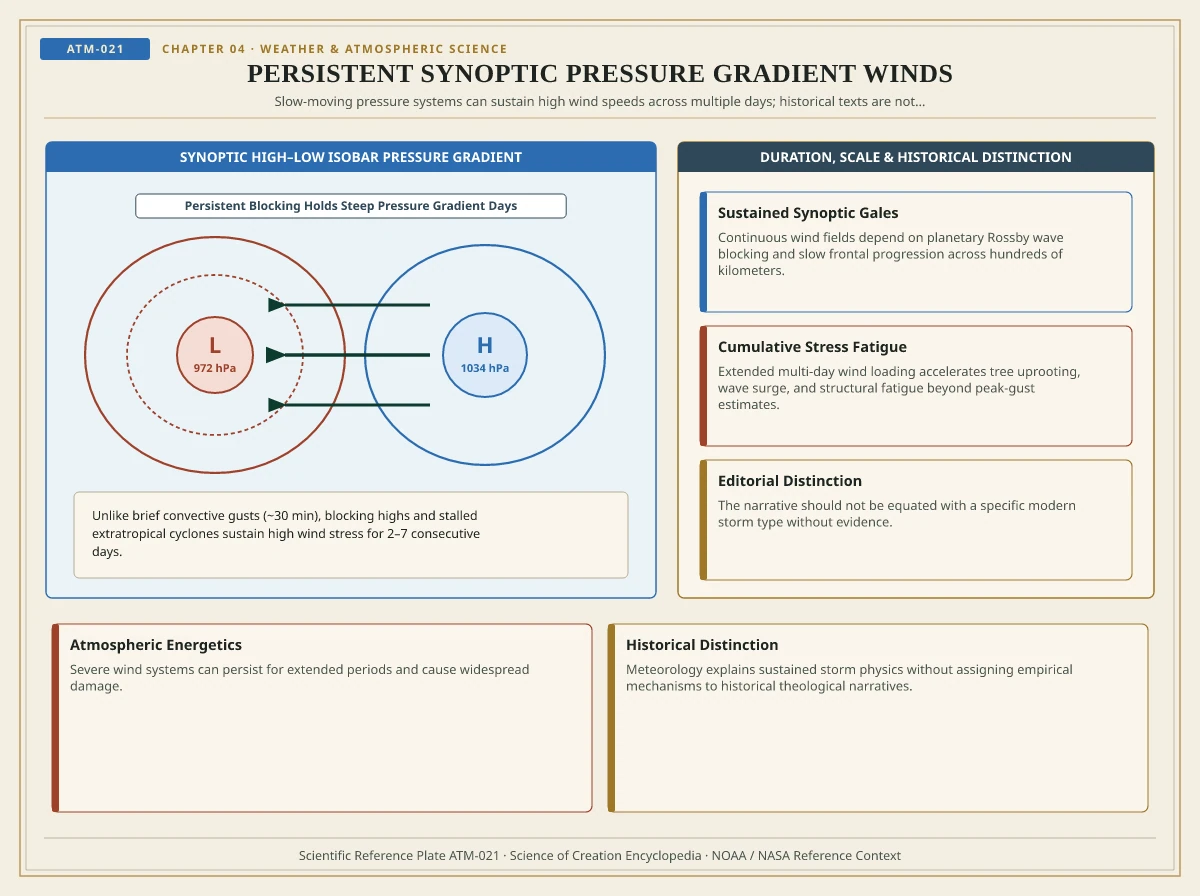 ATM-021
CHAPTER 04 · WEATHER & ATMOSPHERIC SCIENCE
PERSISTENT SYNOPTIC PRESSURE GRADIENT WINDS
Slow-moving pressure systems can sustain high wind speeds across multiple days; historical texts are not...
SYNOPTIC HIGH–LOW ISOBAR PRESSURE GRADIENT
Persistent Blocking Holds Steep Pressure Gradient Days
L
972 hPa
H
1034 hPa
Unlike brief convective gusts (~30 min), blocking highs and stalled
extratropical cyclones sustain high wind stress for 2–7 consecutive
days.
DURATION, SCALE & HISTORICAL DISTINCTION
Sustained Synoptic Gales
Continuous wind fields depend on planetary Rossby wave
blocking and slow frontal progression across hundreds of
kilometers.
Cumulative Stress Fatigue
Extended multi-day wind loading accelerates tree uprooting,
wave surge, and structural fatigue beyond peak-gust
estimates.
Editorial Distinction
The narrative should not be equated with a specific modern
storm type without evidence.
Atmospheric Energetics
Severe wind systems can persist for extended periods and cause widespread
damage.
Historical Distinction
Meteorology explains sustained storm physics without assigning empirical
mechanisms to historical theological narratives.
Scientific Reference Plate ATM-021 · Science of Creation Encyclopedia · NOAA / NASA Reference Context